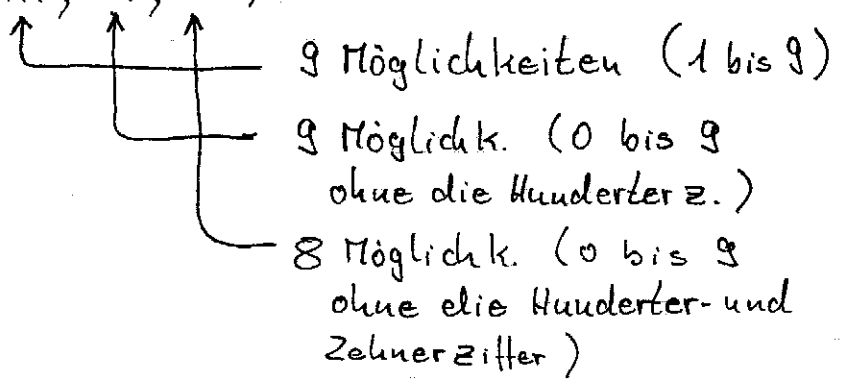 9 Möglichkeiten (1 bis 9)
9 Möglichk. (0 bis 9
ohne die Hunderter z.)
8 Möglichk. (0 bis 9
ohne die Hunderter- und
Zehnerziffer)